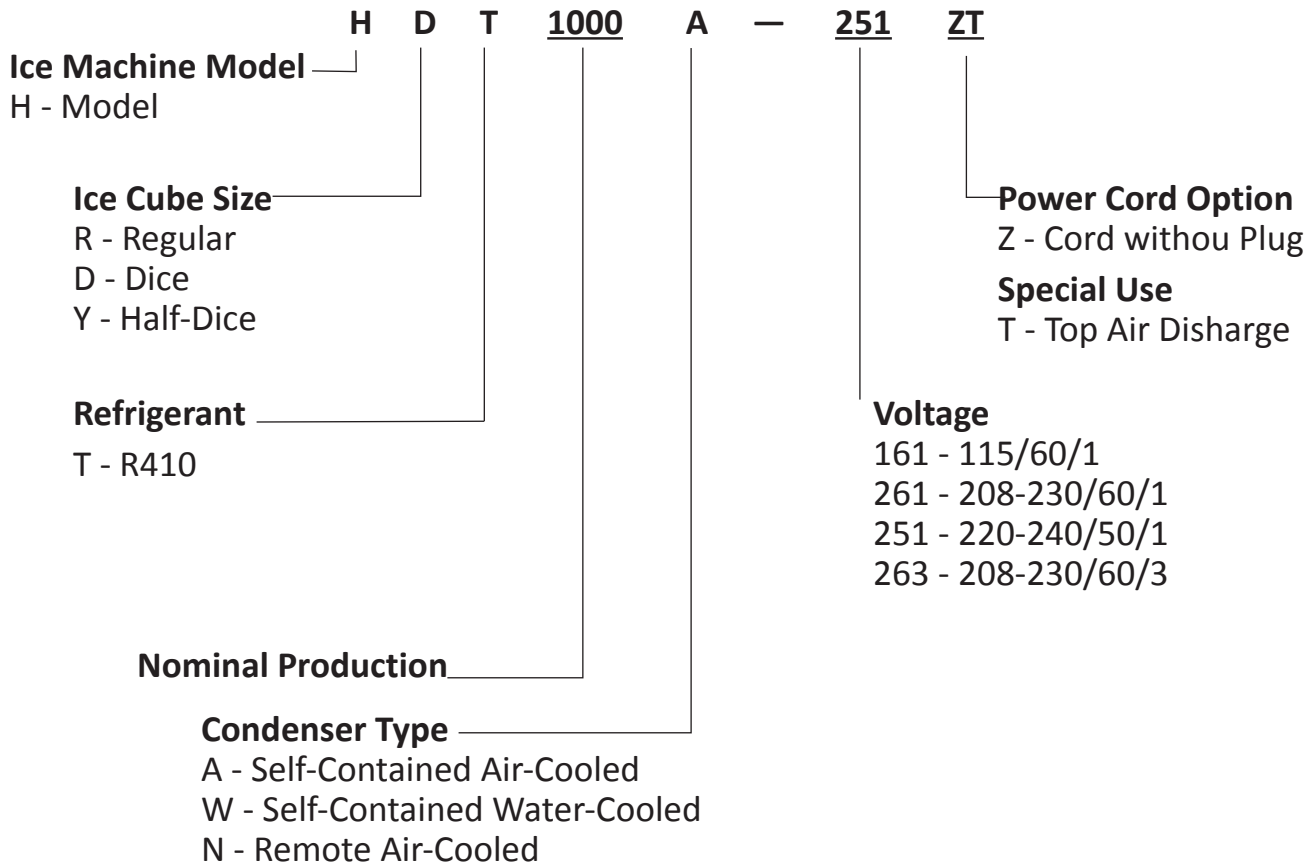 H D T 1000 A — 251 ZT
Ice Machine Model
H - Model
Ice Cube Size
R - Regular
D - Dice
Y - Half-Dice
Power Cord Option
Z - Cord withou Plug
Special Use
T - Top Air Disharge
Refrigerant
T - R410
Voltage
161 - 115/60/1
261 - 208-230/60/1
251 - 220-240/50/1
263 - 208-230/60/3
Nominal Production
Condenser Type
A - Self-Contained Air-Cooled
W - Self-Contained Water-Cooled
N - Remote Air-Cooled